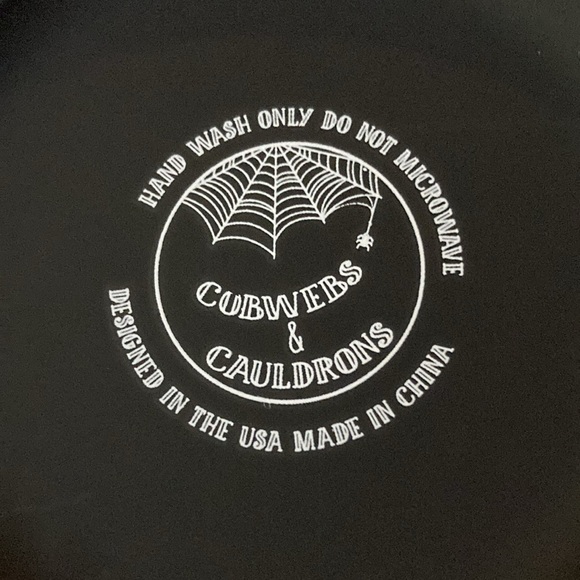 HAND WASH ONLY DO NOT MICROWAVE
COBWEBS
&
CAULDRONS
DESIGNED IN THE USA MADE IN CHINA